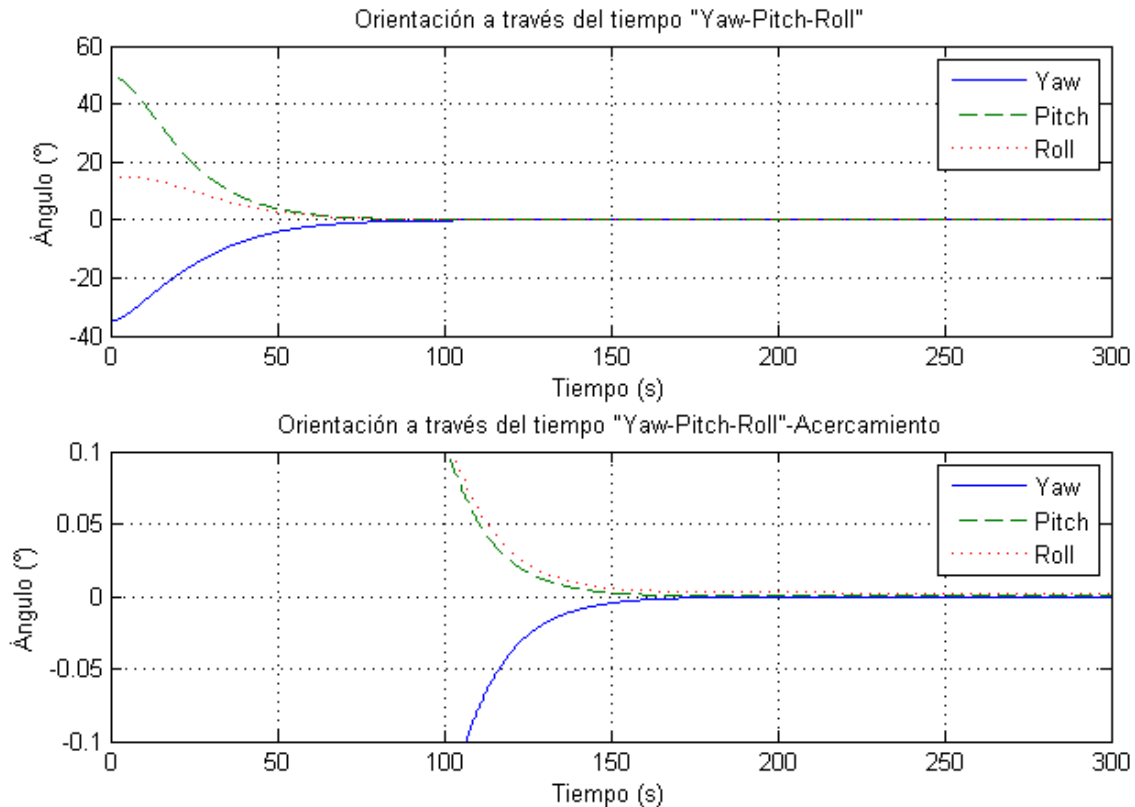 Orientación a través del tiempo "Yaw-Pitch-Roll"
60
40
20
0
-20
-40
Ángulo (°)
Yaw
Pitch
Roll
0 50 100 150 200 250 300
Tiempo (s)
Orientación a través del tiempo "Yaw-Pitch-Roll"-Acercamiento
0.1
0.05
0
-0.05
-0.1
Ángulo (°)
Yaw
Pitch
Roll
0 50 100 150 200 250 300
Tiempo (s)